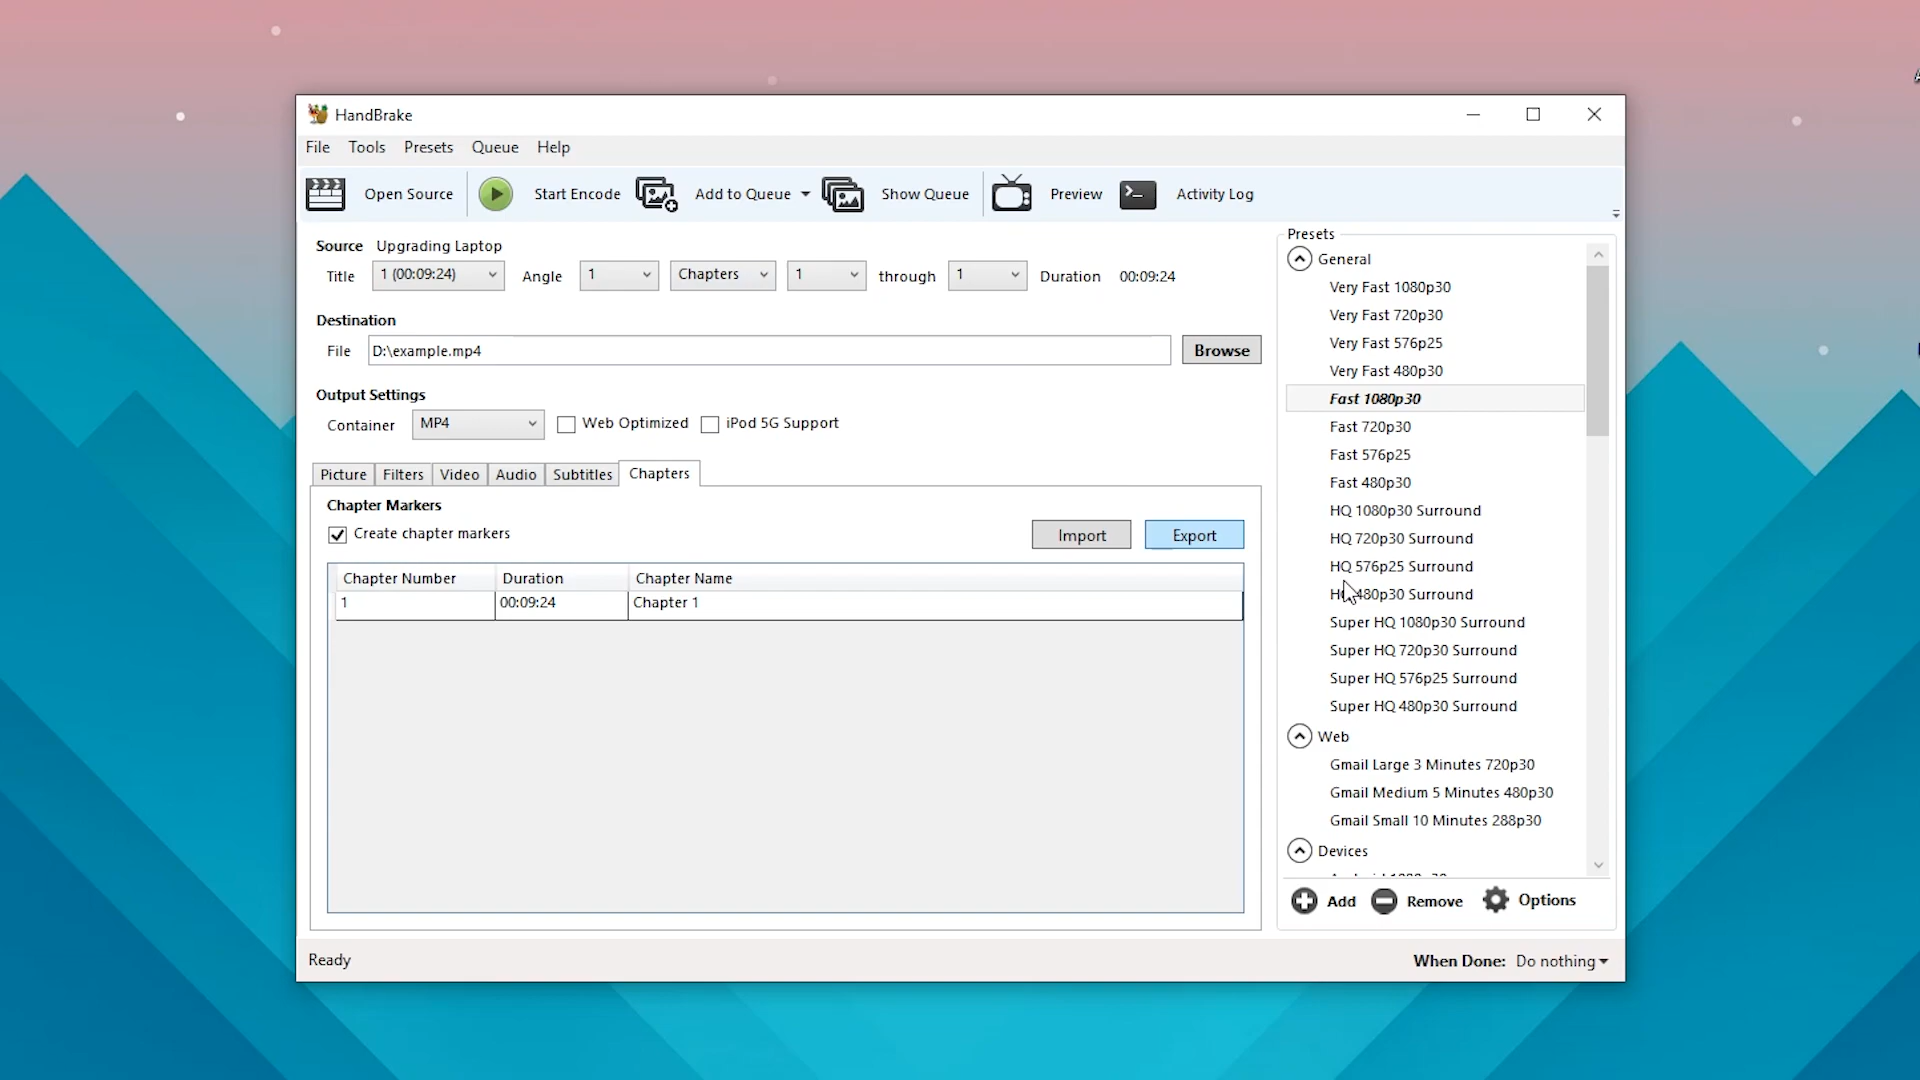 HandBrake
File Tools Presets Queue Help
Open Source Start Encode Add to Queue Show Queue Preview Activity Log
Source Upgrading Laptop
Title 1 (00:09:24) Angle 1 Chapters 1 through 1 Duration 00:09:24
Destination
File D:\example.mp4 Browse
Output Settings
Container MP4 Web Optimized iPod 5G Support
Picture Filters Video Audio Subtitles Chapters
Chapter Markers
Create chapter markers Import Export
Chapter Number Duration Chapter Name
1 00:09:24 Chapter 1
Presets
General
Very Fast 1080p30
Very Fast 720p30
Very Fast 576p25
Very Fast 480p30
Fast 1080p30
Fast 720p30
Fast 576p25
Fast 480p30
HQ 1080p30 Surround
HQ 720p30 Surround
HQ 576p25 Surround
HQ 480p30 Surround
Super HQ 1080p30 Surround
Super HQ 720p30 Surround
Super HQ 576p25 Surround
Super HQ 480p30 Surround
Web
Gmail Large 3 Minutes 720p30
Gmail Medium 5 Minutes 480p30
Gmail Small 10 Minutes 288p30
Devices
Add Remove Options
Ready
When Done: Do nothing